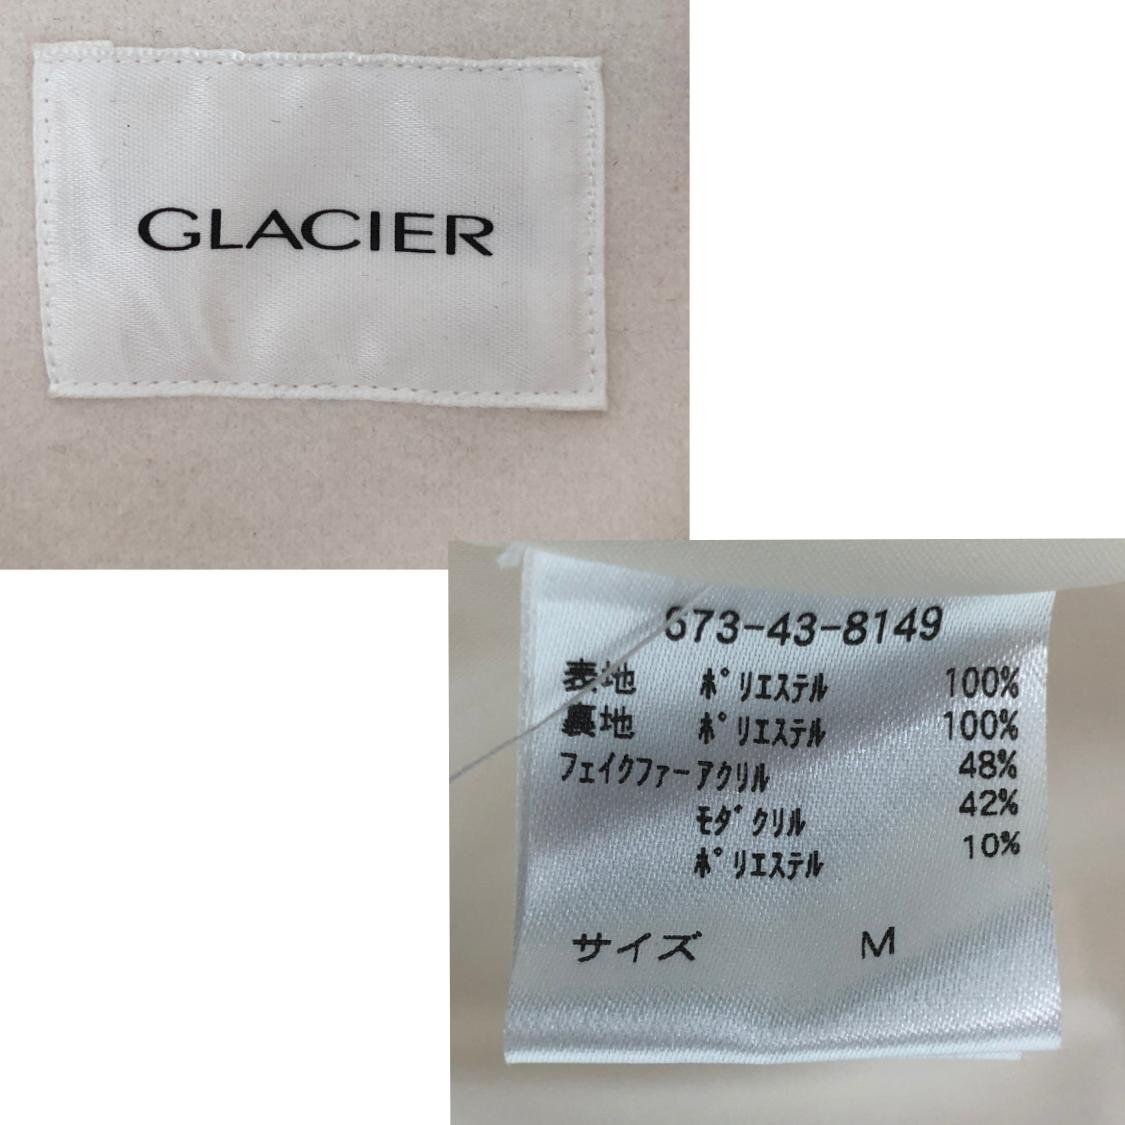 GLACIER
673-43-8149
表地 ポリエステル 100%
裏地 ポリエステル 100%
フェイクファーアクリル 48%
モダクリル 42%
ポリエステル 10%
サイズ M